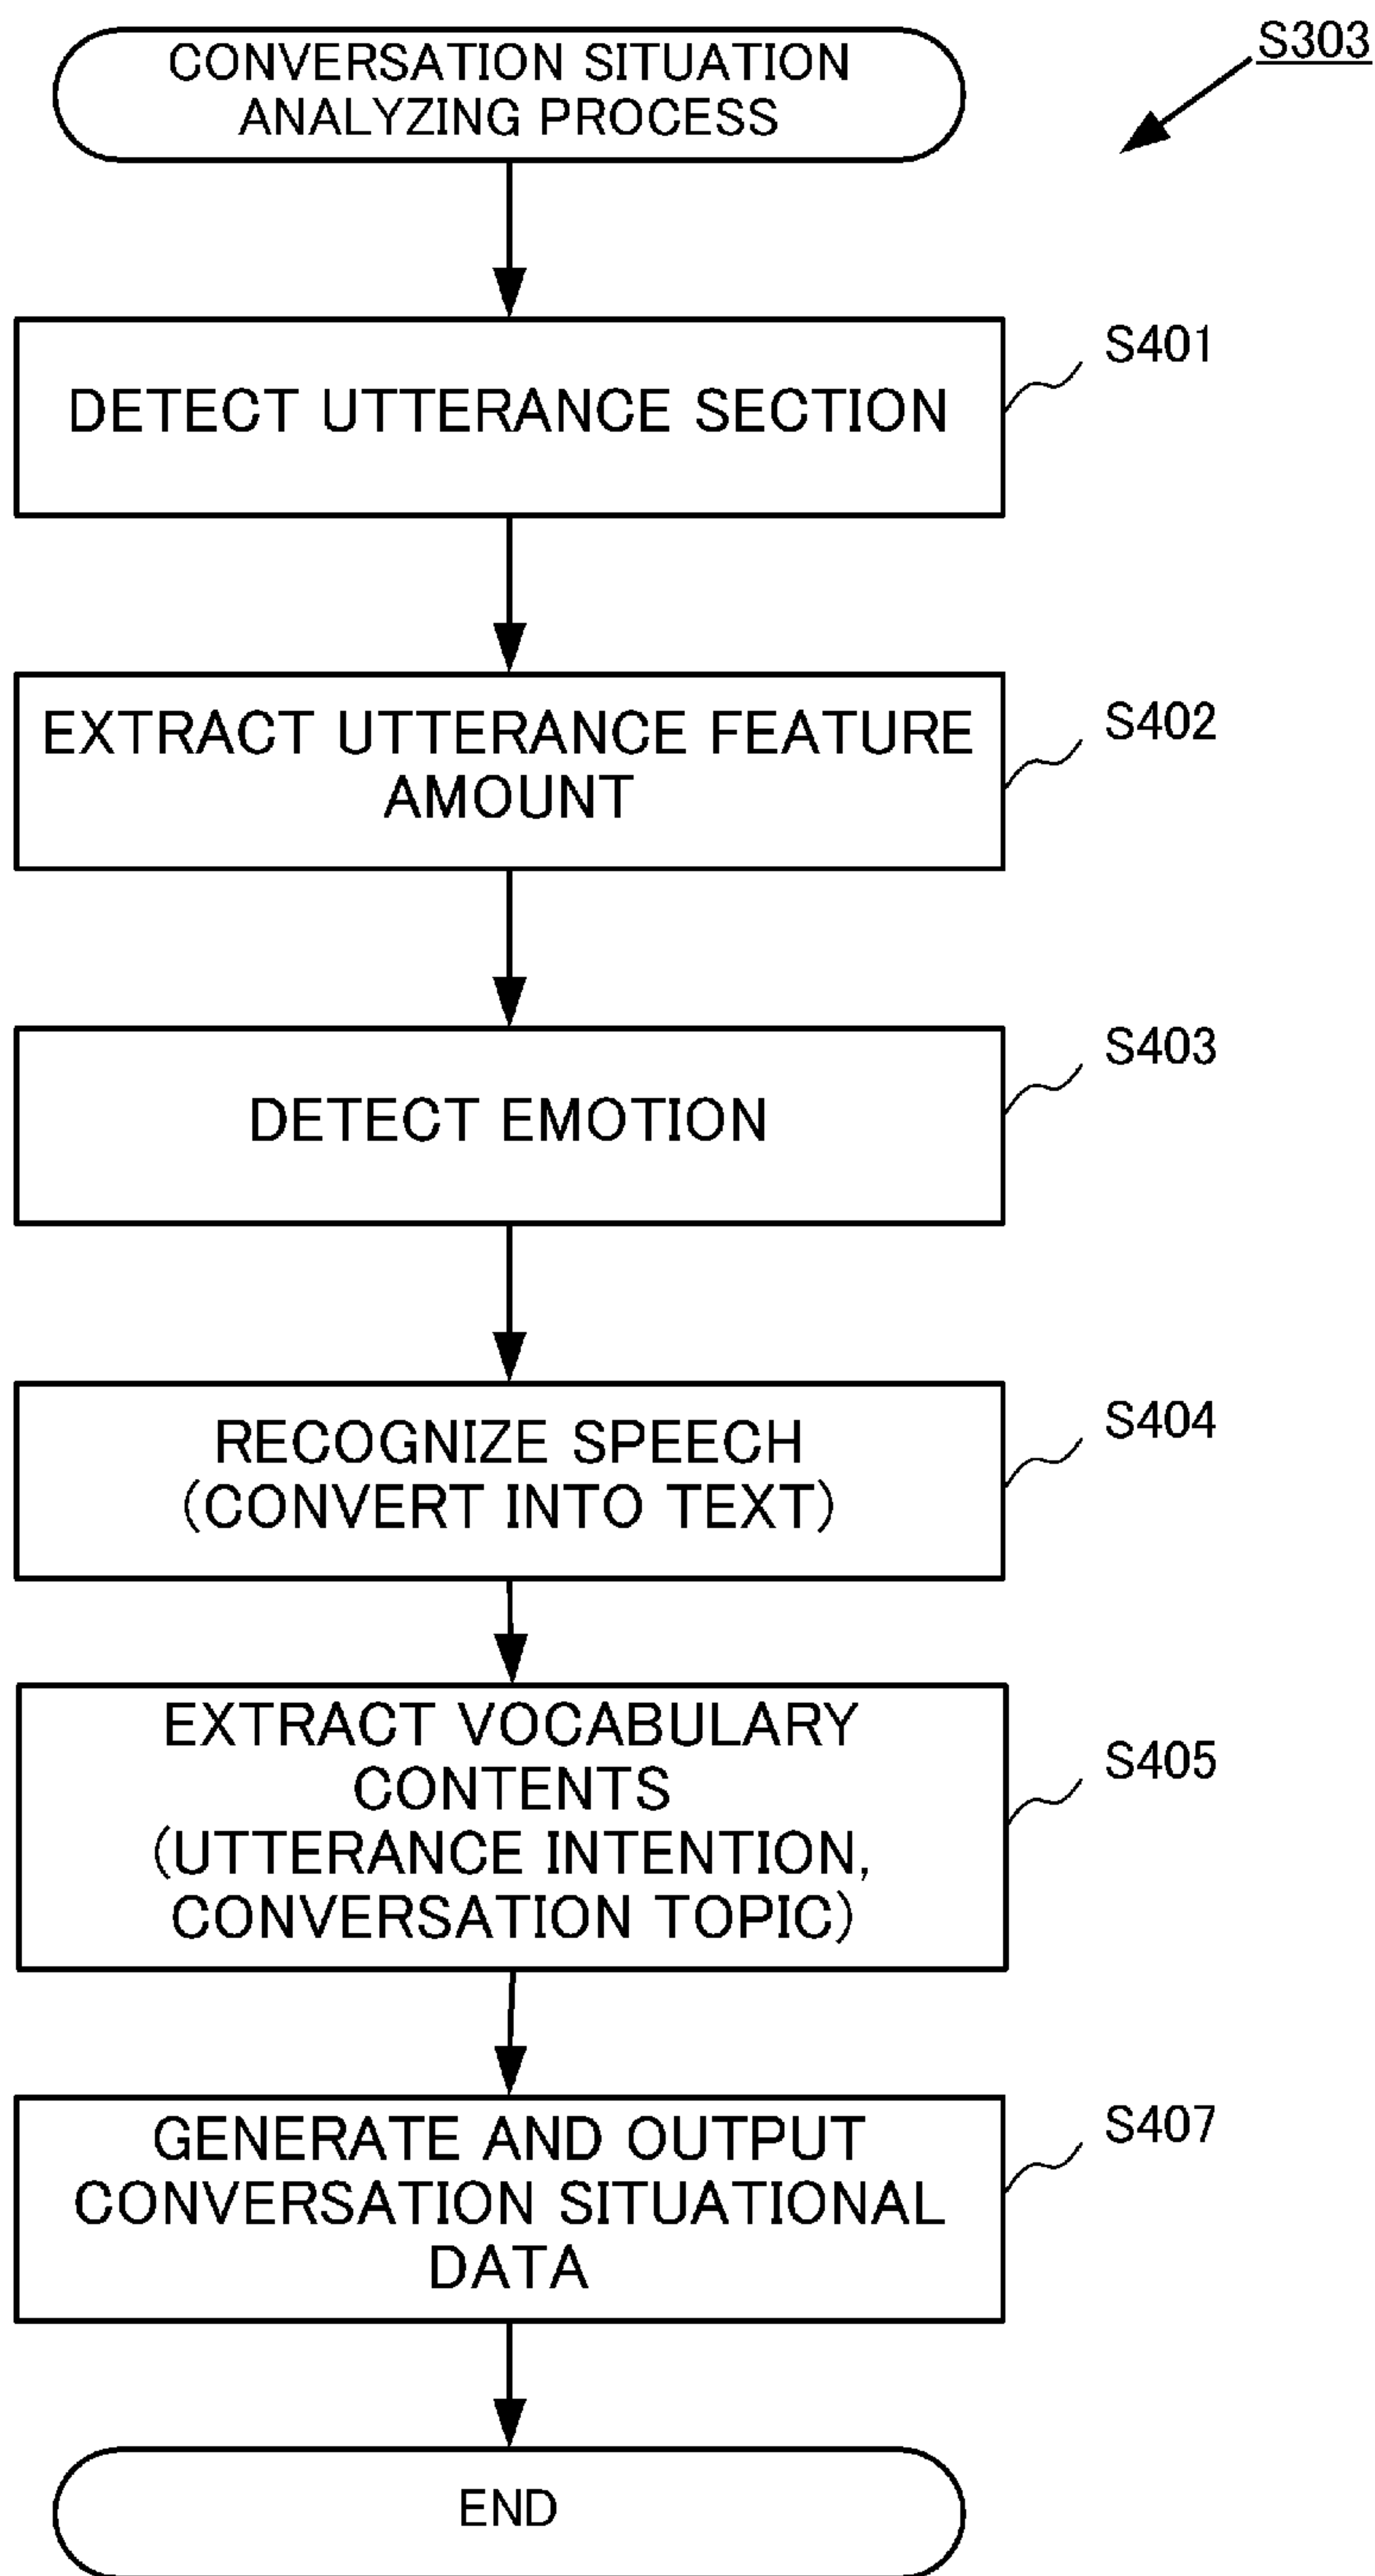 S303
CONVERSATION SITUATION
ANALYZING PROCESS
DETECT UTTERANCE SECTION
S401
EXTRACT UTTERANCE FEATURE
AMOUNT
S402
DETECT EMOTION
S403
RECOGNIZE SPEECH
(CONVERT INTO TEXT)
S404
EXTRACT VOCABULARY
CONTENTS
(UTTERANCE INTENTION,
CONVERSATION TOPIC)
S405
GENERATE AND OUTPUT
CONVERSATION SITUATIONAL
DATA
S407
END